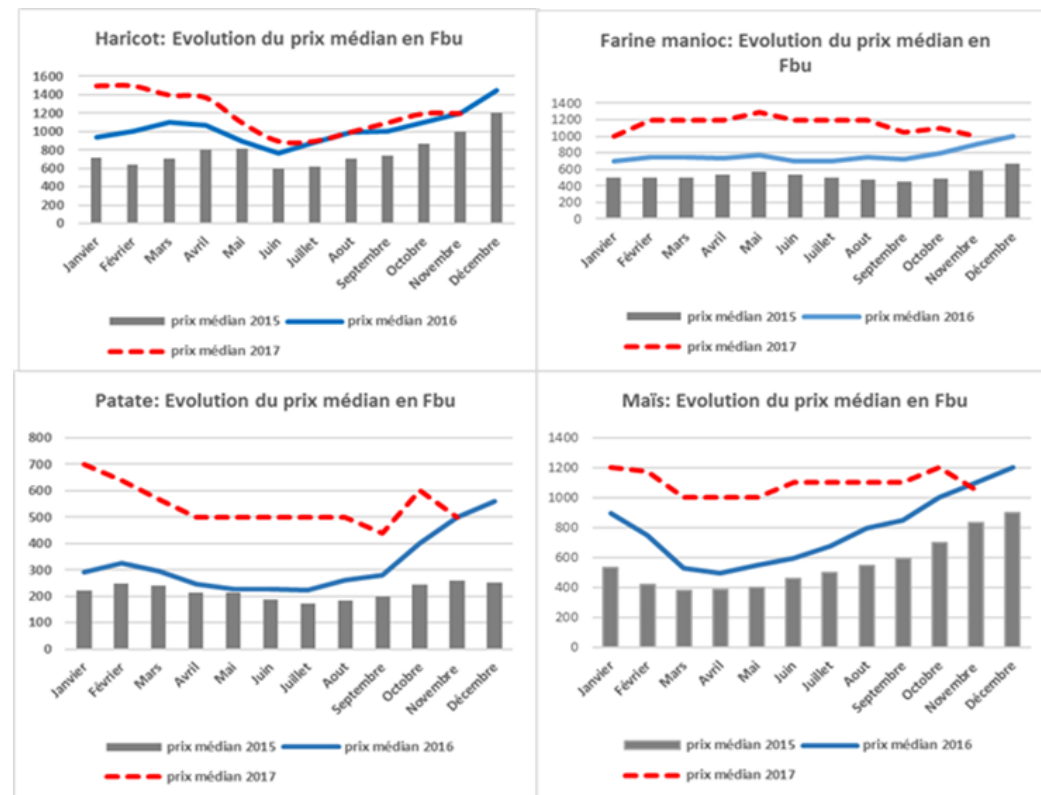 Haricot: Evolution du prix médian en Fbu
1600
1400
1200
1000
800
600
400
200
0
Janvier
Février
Mars
Avril
Mai
Juin
Juillet
Aout
Septembre
Octobre
Novembre
Décembre
prix médian 2015
prix médian 2016
prix médian 2017
Farine manioc: Evolution du prix médian en
Fbu
1400
1200
1000
800
600
400
200
0
Janvier
Février
Mars
Avril
Mai
Juin
Juillet
Aout
Septembre
Octobre
Novembre
Décembre
prix médian 2015
prix médian 2016
prix médian 2017
Patate: Evolution du prix médian en Fbu
800
700
600
500
400
300
200
100
0
Janvier
Février
Mars
Avril
Mai
Juin
Juillet
Aout
Septembre
Octobre
Novembre
Décembre
prix médian 2015
prix médian 2016
prix médian 2017
Maïs: Evolution du prix médian en Fbu
1400
1200
1000
800
600
400
200
0
Janvier
Février
Mars
Avril
Mai
Juin
Juillet
Aout
Septembre
Octobre
Novembre
Décembre
prix médian 2015
prix médian 2016
prix médian 2017